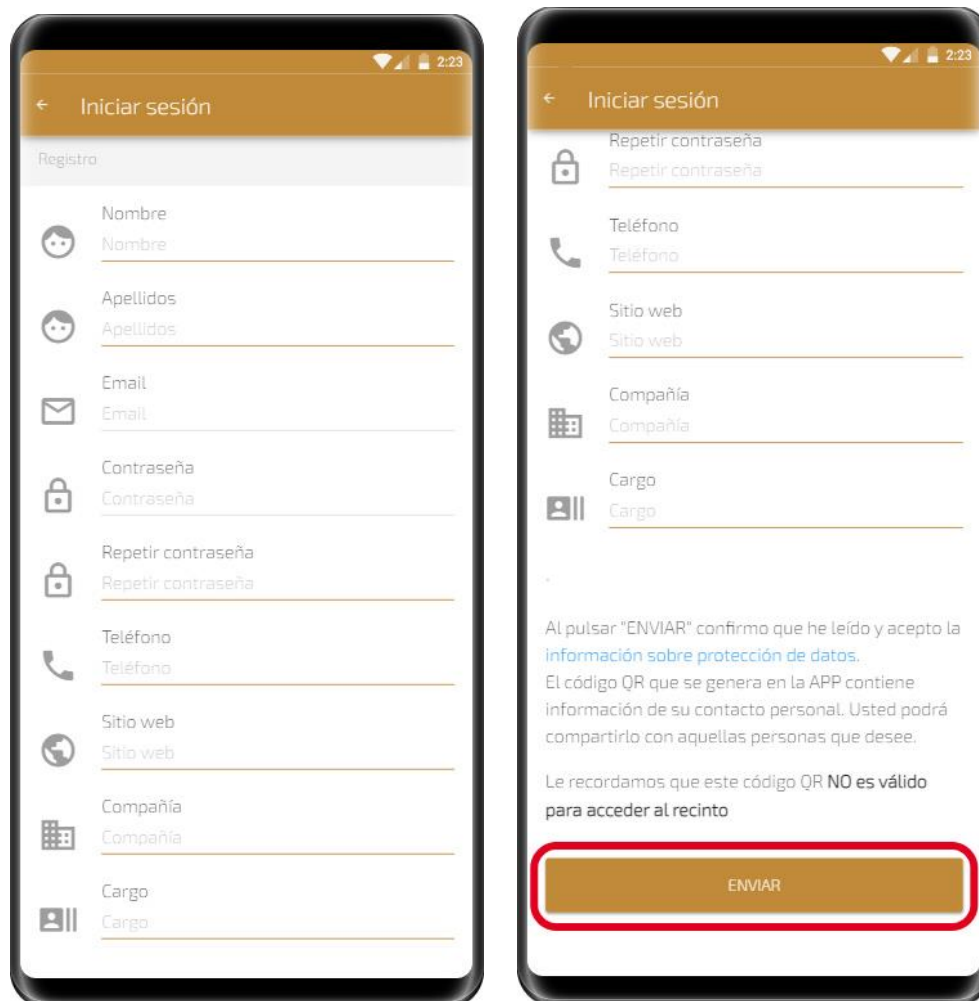 2:23
Iniciar sesión
Registro
Nombre
Nombre
Apellidos
Apellidos
Email
Email
Contraseña
Contraseña
Repetir contraseña
Repetir contraseña
Teléfono
Teléfono
Sitio web
Sitio web
Compañía
Compañía
Cargo
Cargo
2:23
Iniciar sesión
Repetir contraseña
Repetir contraseña
Teléfono
Teléfono
Sitio web
Sitio web
Compañía
Compañía
Cargo
Cargo
.
Al pulsar "ENVIAR" confirmo que he leído y acepto la
información sobre protección de datos.
El código QR que se genera en la APP contiene
información de su contacto personal. Usted podrá
compartirlo con aquellas personas que desee.
Le recordamos que este código QR NO es válido
para acceder al recinto
ENVIAR